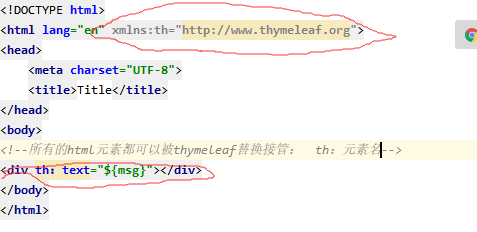 <!DOCTYPE html>
<html lang="en" xmlns:th="http://www.thymeleaf.org">
<head>
<meta charset="UTF-8">
<title>Title</title>
</head>
<body>
<!--所有的html元素都可以被thymeleaf替换接管： th：元素名-->
<div th：text="${msg}"></div>
</body>
</html>